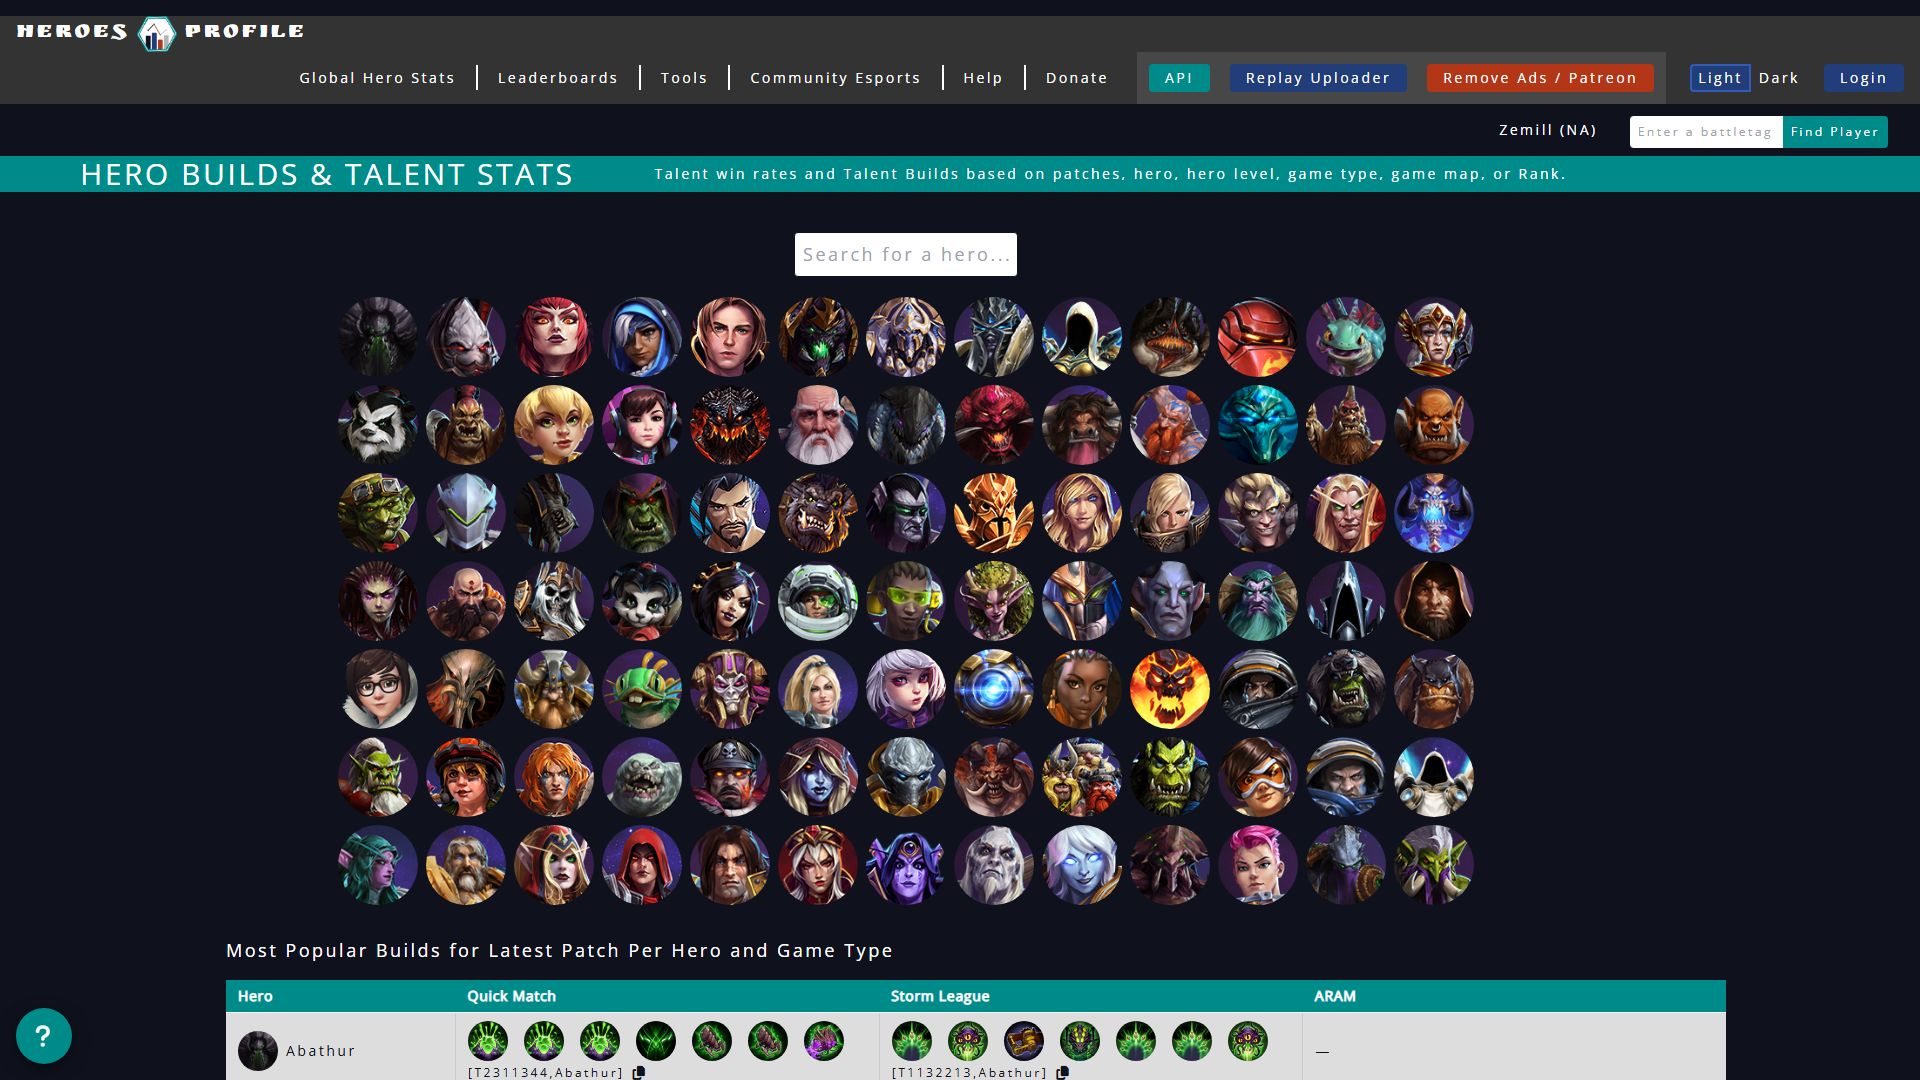 HEROES PROFILE
Global Hero Stats
Leaderboards
Tools
Community Esports
Help
Donate
API
Replay Uploader
Remove Ads / Patreon
Light
Dark
Login
Zemill (NA)
Enter a battletag
Find Player
HERO BUILDS & TALENT STATS
Talent win rates and Talent Builds based on patches, hero, hero level, game type, game map, or Rank.
Search for a hero...
Most Popular Builds for Latest Patch Per Hero and Game Type
Hero
Quick Match
Storm League
ARAM
Abathur
[T2311344,Abathur]
[T1132213,Abathur]
—
?